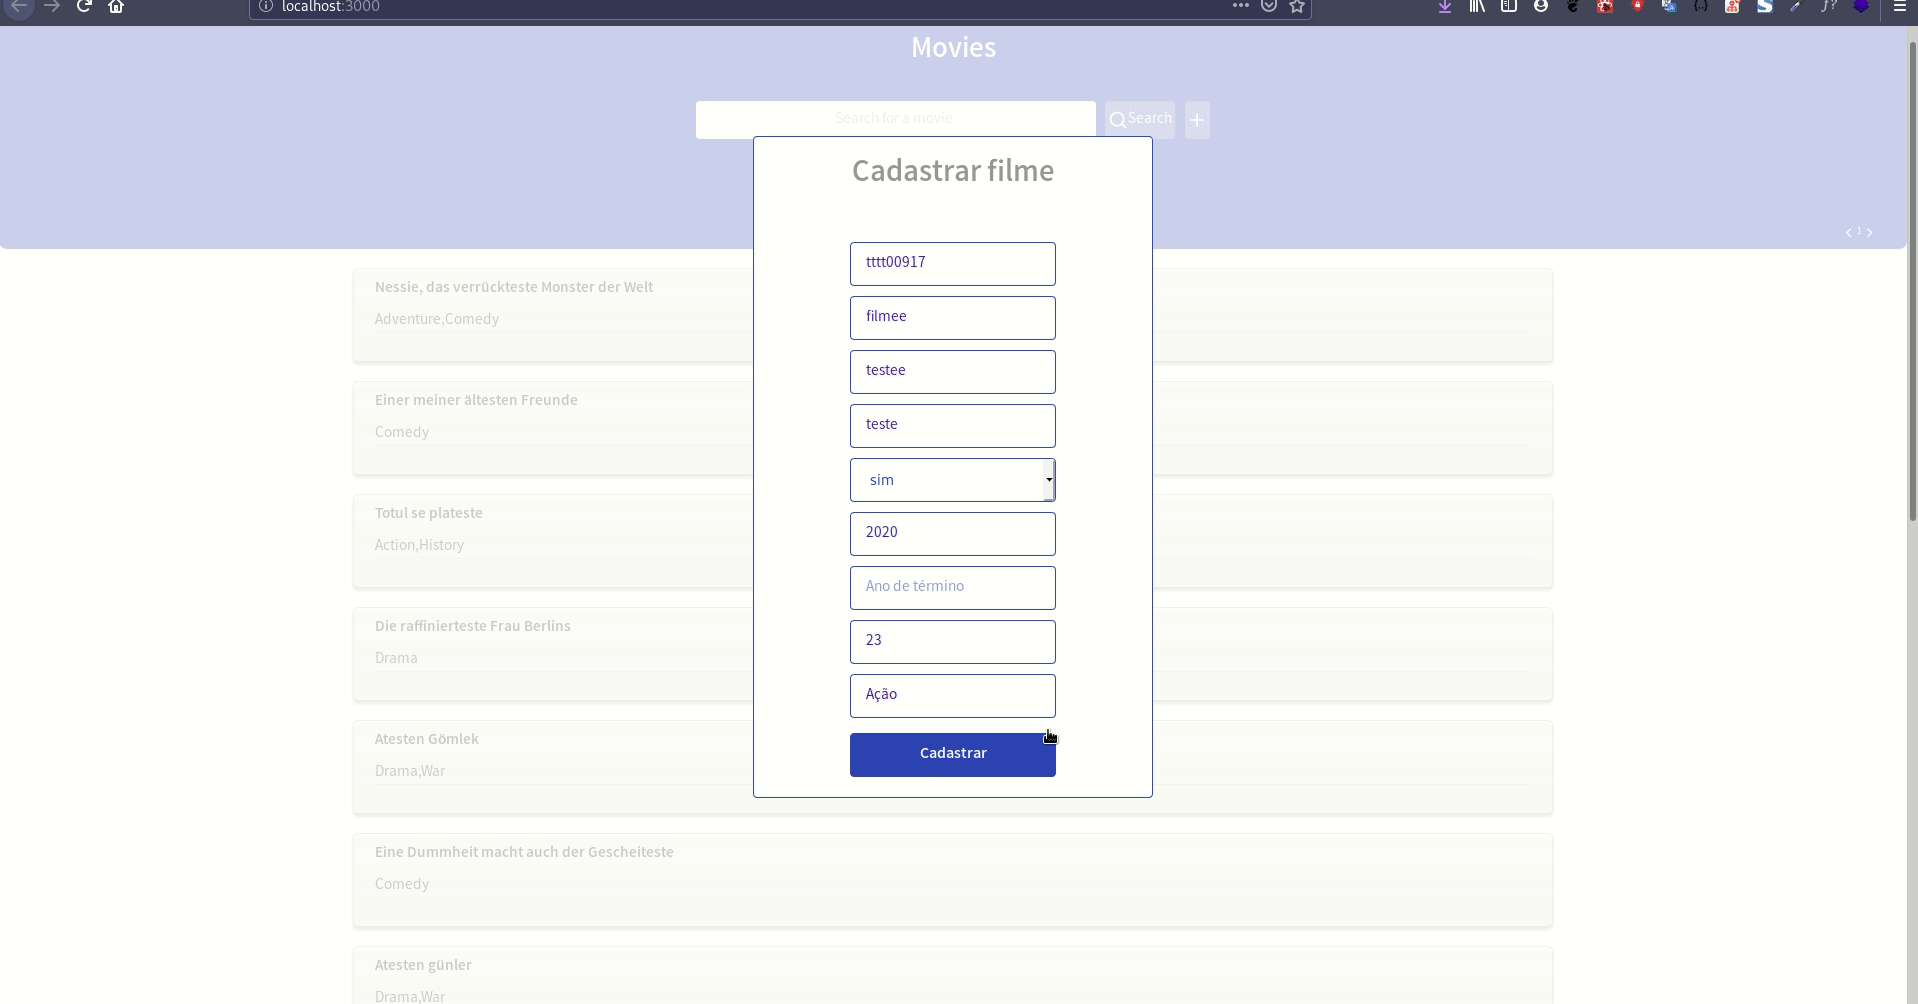 localhost:3000
Movies
Search for a movie
Search
+
Cadastrar filme
tttt00917
filmee
testee
teste
sim
2020
Ano de término
23
Ação
Cadastrar
< 1 >
Nessie, das verrückteste Monster der Welt
Adventure,Comedy
Einer meiner ältesten Freunde
Comedy
Totul se plateste
Action,History
Die raffinierteste Frau Berlins
Drama
Atesten Gömlek
Drama,War
Eine Dummheit macht auch der Gescheiteste
Comedy
Atesten günler
Drama,War